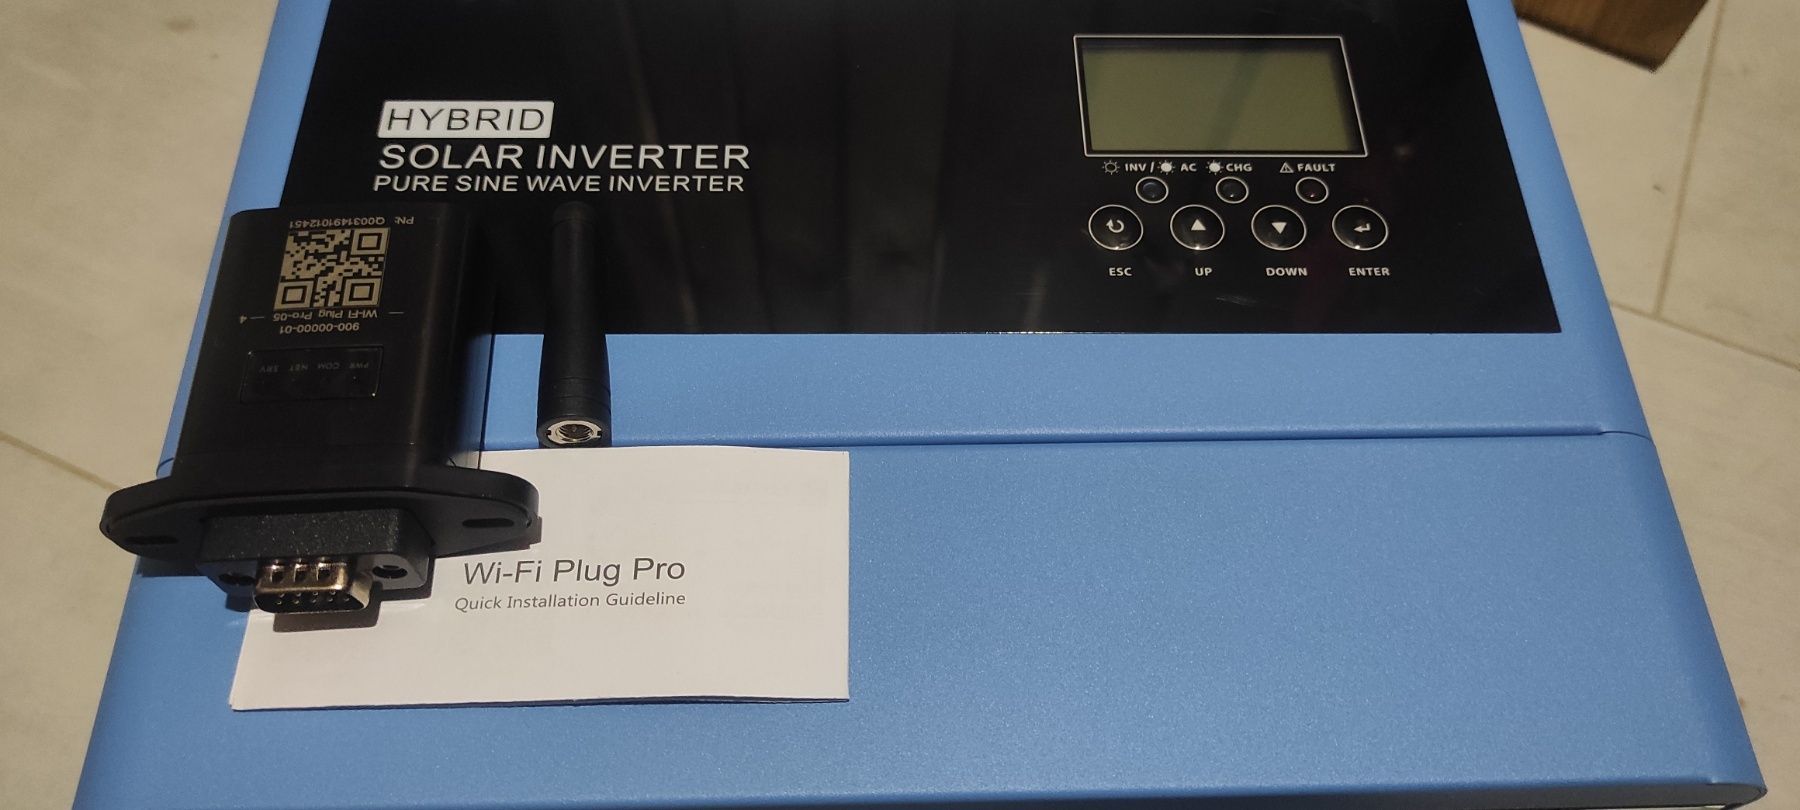 HYBRID
SOLAR INVERTER
PURE SINE WAVE INVERTER
INV / AC CHG FAULT
ESC UP DOWN ENTER
PN: Q0031491012451
Wi-Fi Plug Pro-05
4
900-00000-01
PWR COM NET SRV
Wi-Fi Plug Pro
Quick Installation Guideline